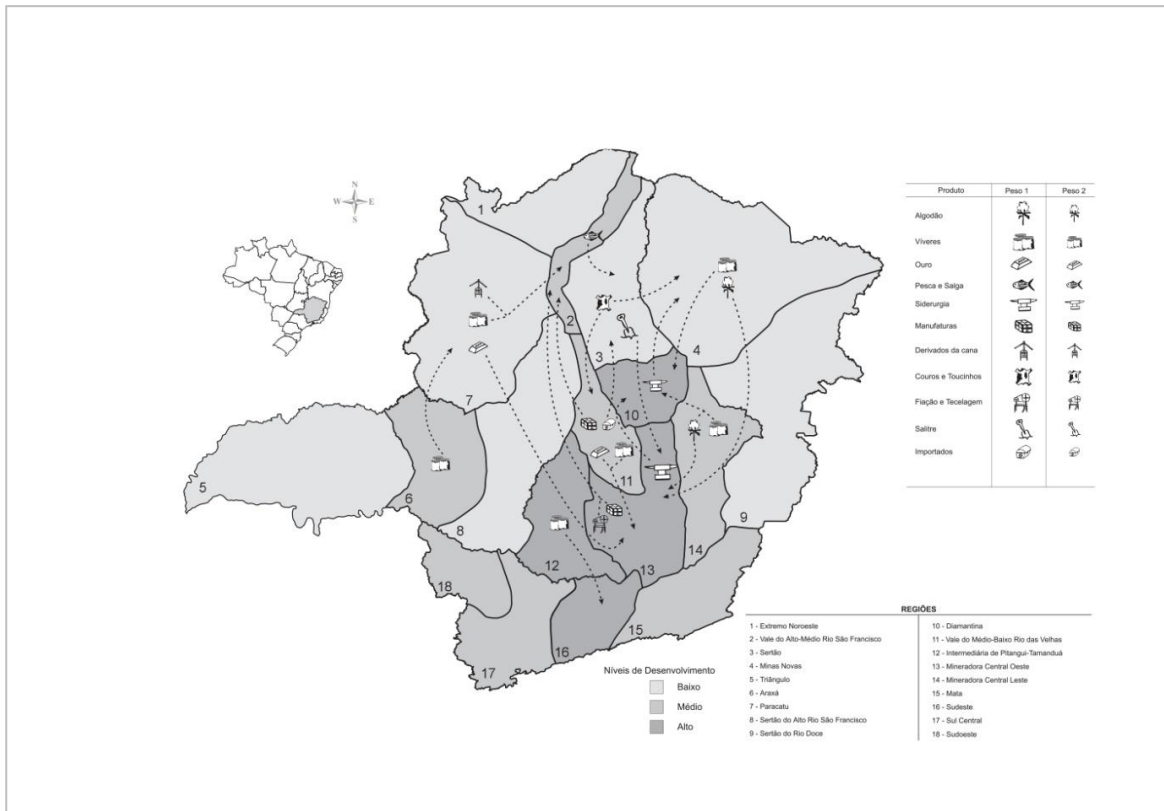 N
W E
S
1
2
3
4
5
6
7
8
9
10
11
12
13
14
15
16
17
18
Produto Peso 1 Peso 2
Algodão
Víveres
Ouro
Pesca e Salga
Siderurgia
Manufaturas
Derivados da cana
Couros e Toucinhos
Fiação e Tecelagem
Salitre
Importados
Níveis de Desenvolvimento
Baixo
Médio
Alto
REGIÕES
1 - Extremo Noroeste
2 - Vale do Alto-Médio Rio São Francisco
3 - Sertão
4 - Minas Novas
5 - Triângulo
6 - Araxá
7 - Paracatu
8 - Sertão do Alto Rio São Francisco
9 - Sertão do Rio Doce
10 - Diamantina
11 - Vale do Médio-Baixo Rio das Velhas
12 - Intermediária de Pitangui-Tamanduá
13 - Mineradora Central Oeste
14 - Mineradora Central Leste
15 - Mata
16 - Sudeste
17 - Sul Central
18 - Sudoeste